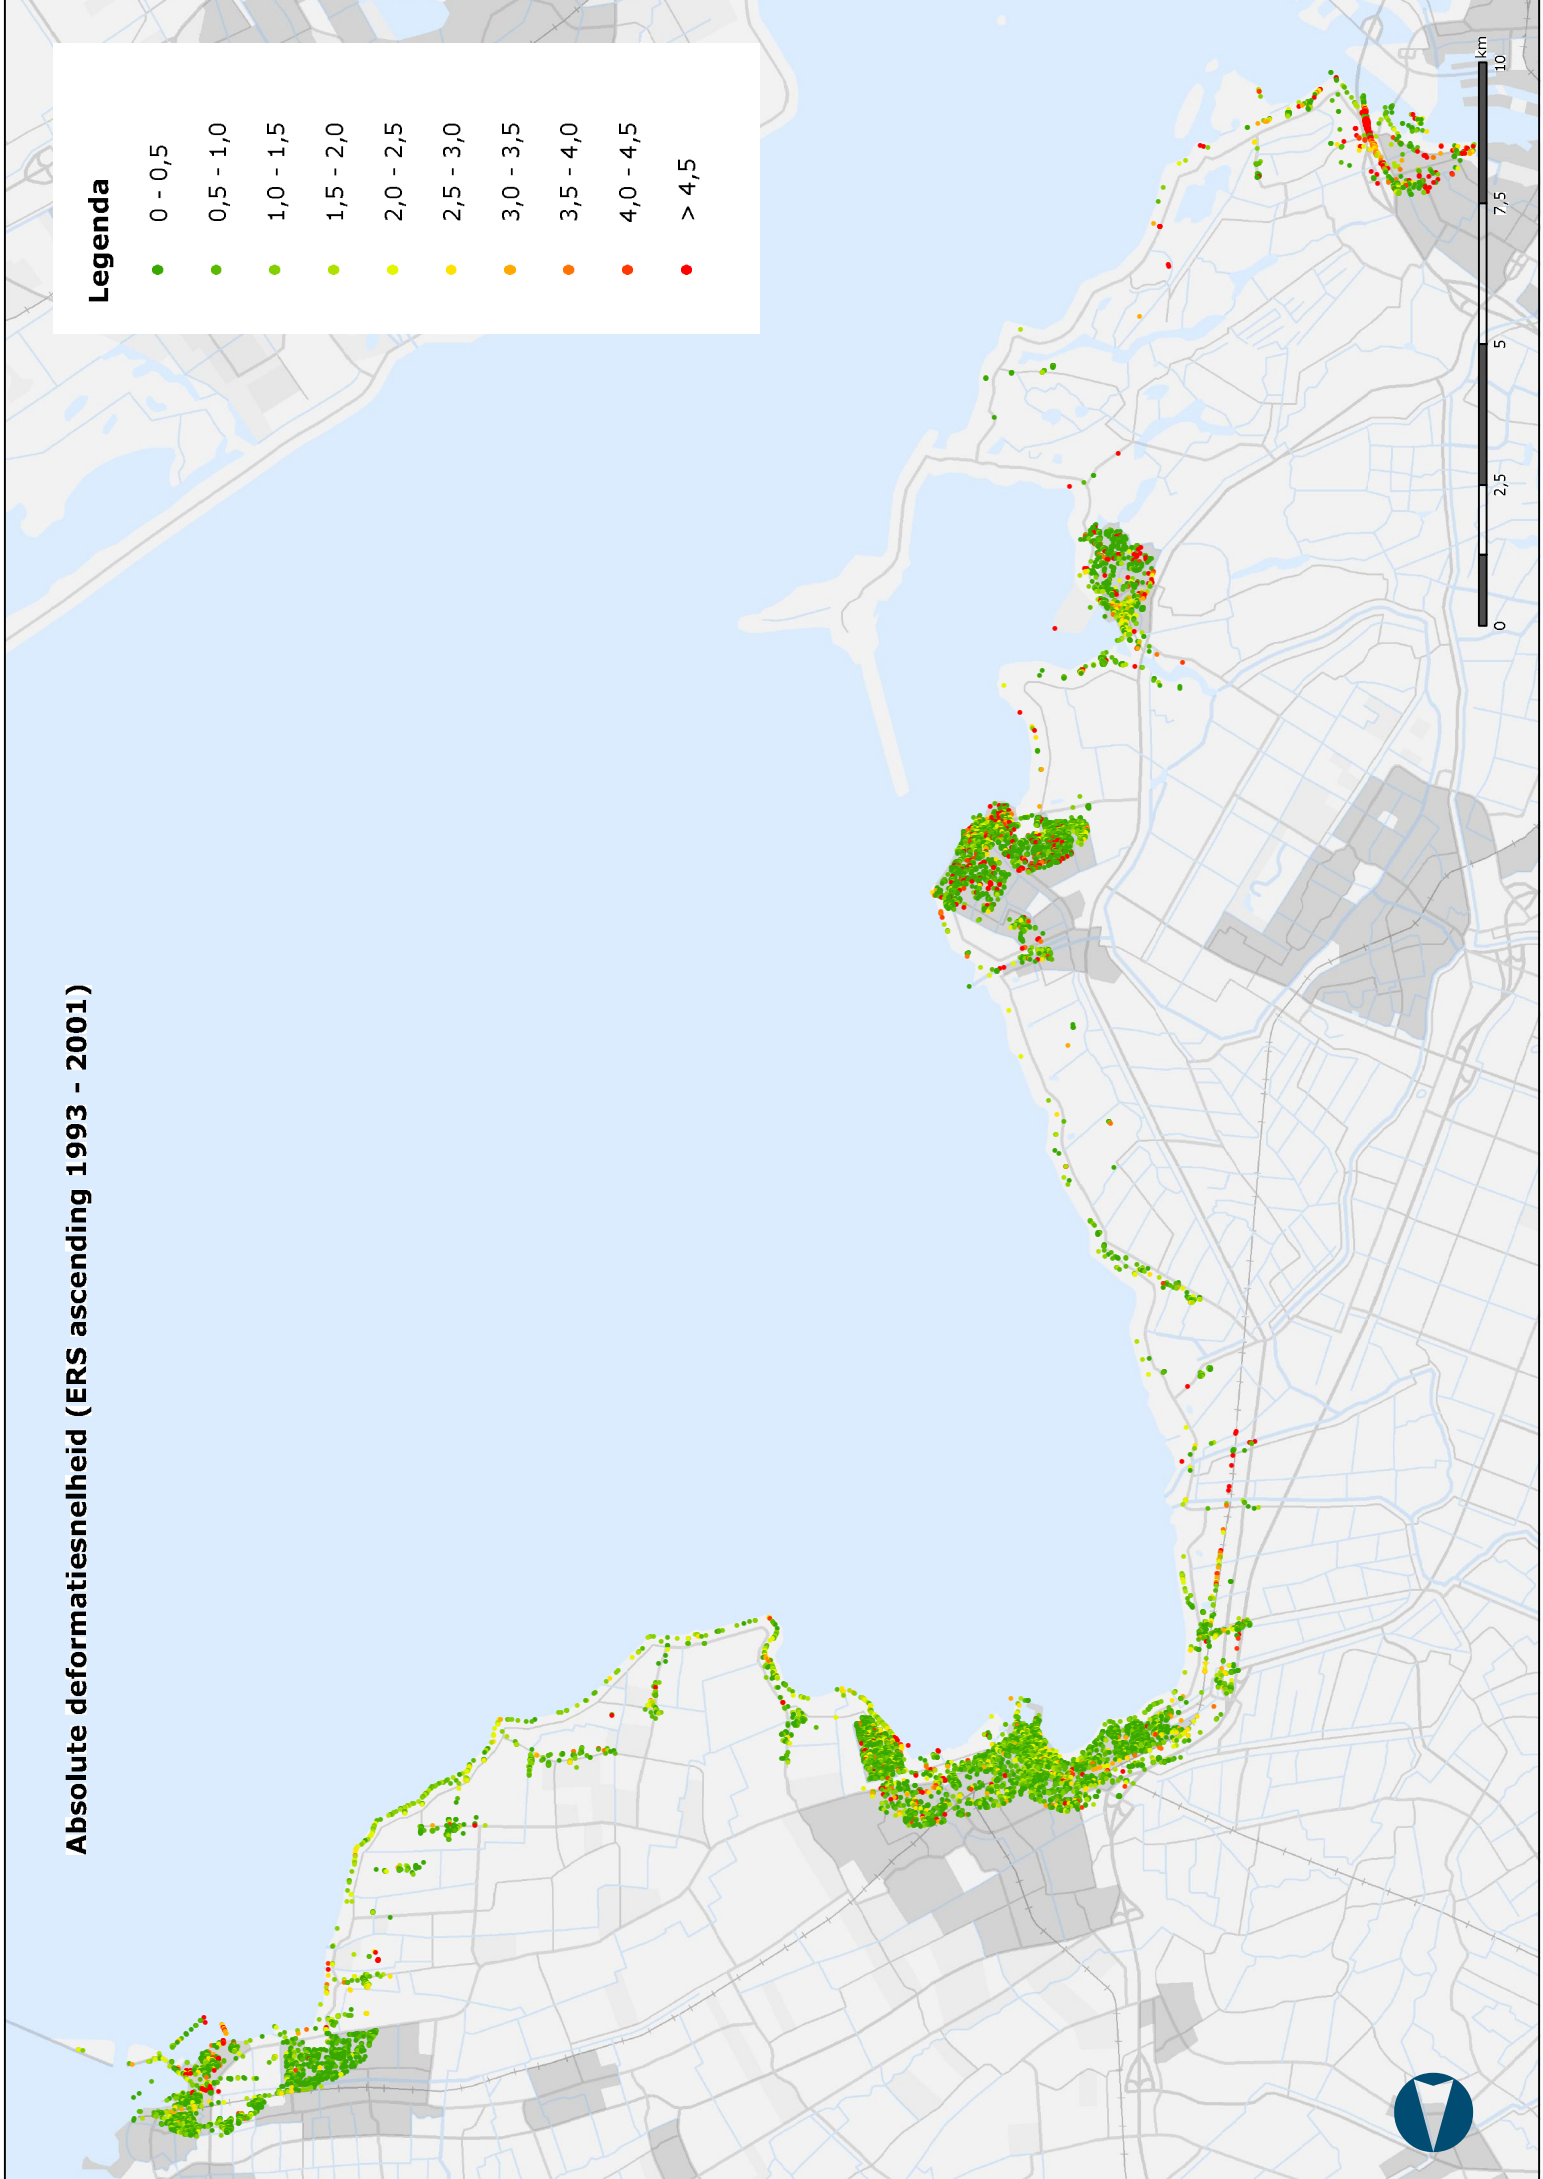 Absolute deformatiesnelheid (ERS ascending 1993 - 2001)
Legenda
0 - 0,5
0,5 - 1,0
1,0 - 1,5
1,5 - 2,0
2,0 - 2,5
2,5 - 3,0
3,0 - 3,5
3,5 - 4,0
4,0 - 4,5
> 4,5
0 2,5 5 7,5 10
km